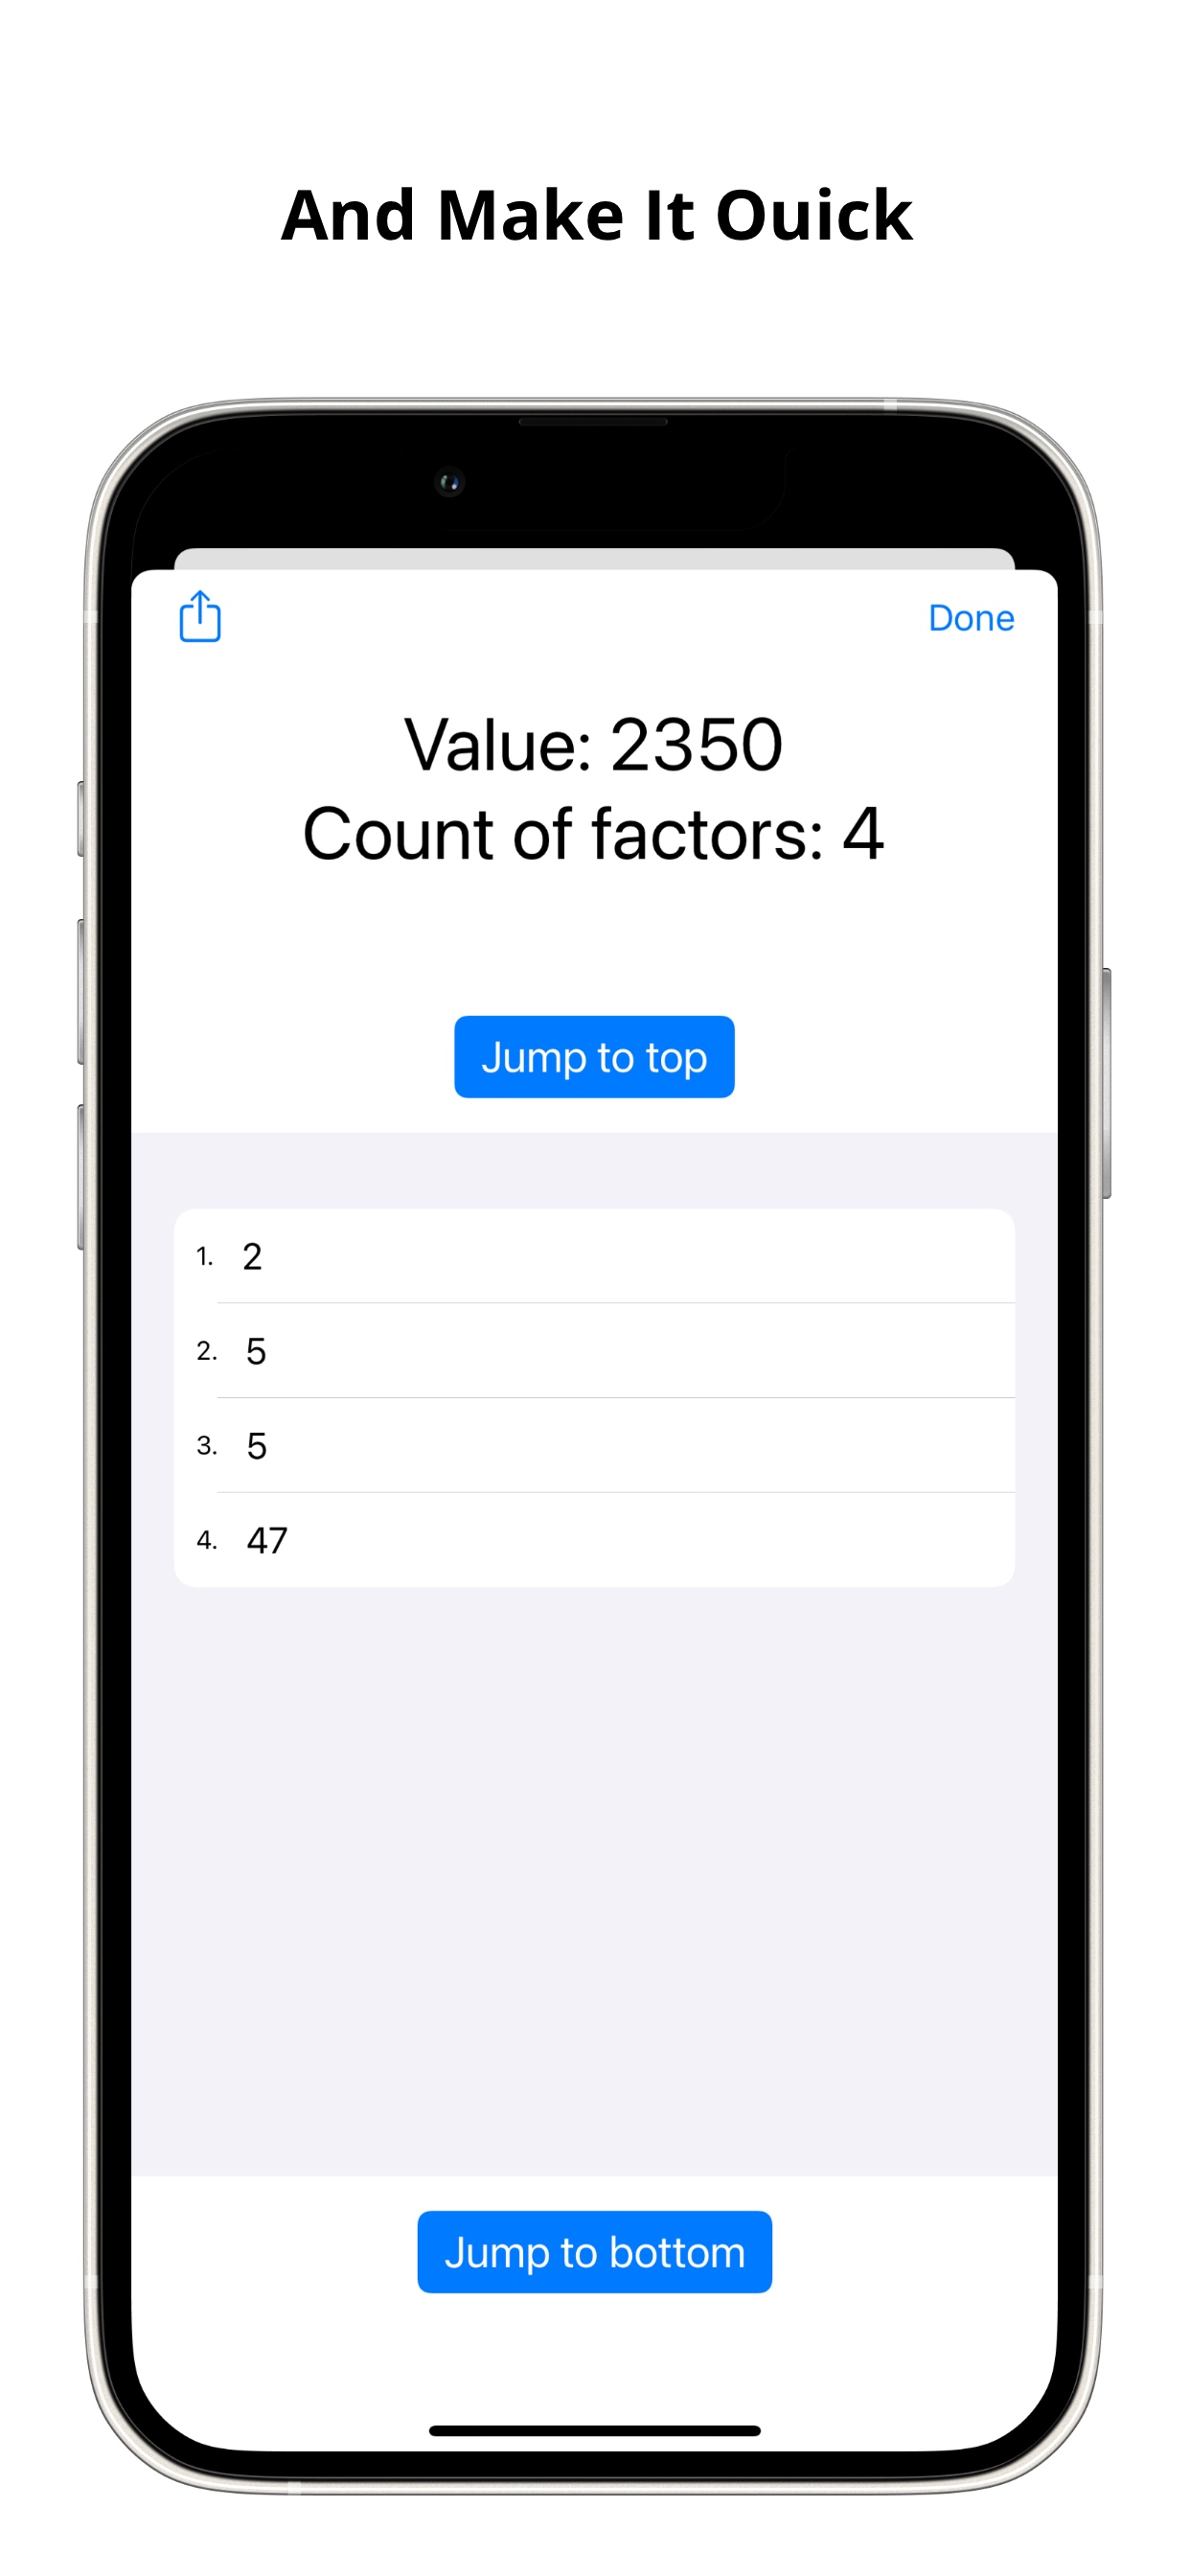 And Make It Ouick
Done
Value: 2350
Count of factors: 4
Jump to top
1. 2
2. 5
3. 5
4. 47
Jump to bottom